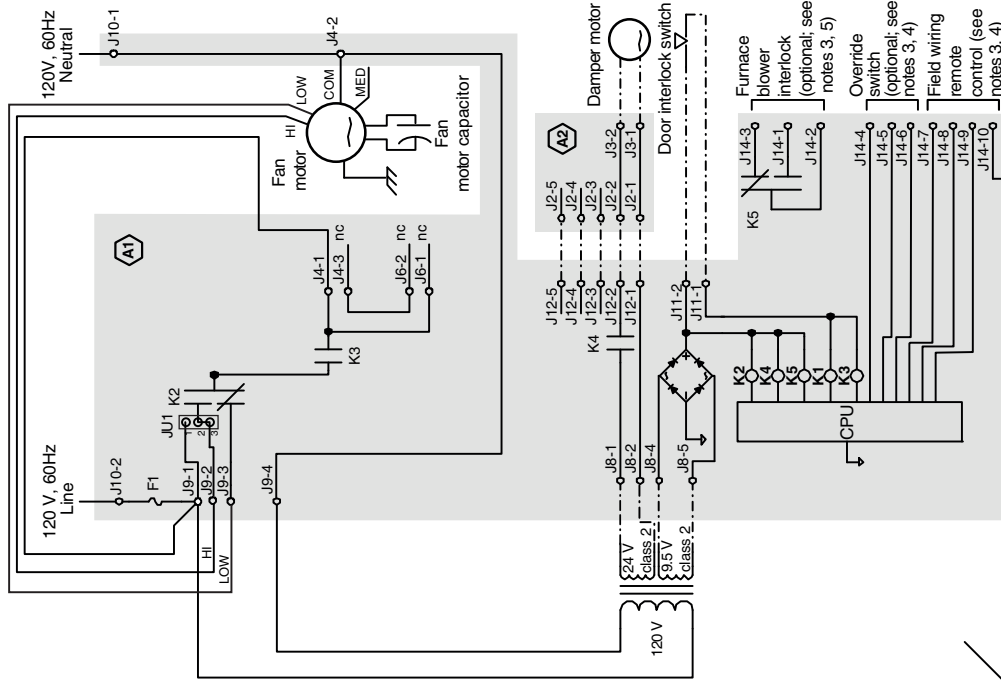 120V, 60Hz
Neutral
J10-1
J4-2
LOW
HI
COM
MED
Fan
motor
Fan
motor capacitor
A1
J4-1
J4-3
nc
J6-2
nc
J6-1
nc
K3
K2
JU1
1
2
3
120 V, 60Hz
Line
J10-2
F1
J9-1
J9-2
J9-3
J9-4
HI
LOW
Damper motor
Door interlock switch
A2
J3-2
J3-1
J2-5
J2-4
J2-3
J2-2
J2-1
J12-5
J12-4
J12-3
J12-2
J12-1
K4
J11-2
J11-1
J8-1
J8-2
J8-4
J8-5
24 V
class 2
9.5 V
class 2
120 V
Furnace
blower
interlock
(optional; see
notes 3, 5)
J14-3
J14-1
J14-2
K5
Override
switch
(optional; see
notes 3, 4)
Field wiring
remote
control (see
notes 3, 4)
J14-4
J14-5
J14-6
J14-7
J14-8
J14-9
J14-10
K2
K4
K5
K1
K3
CPU